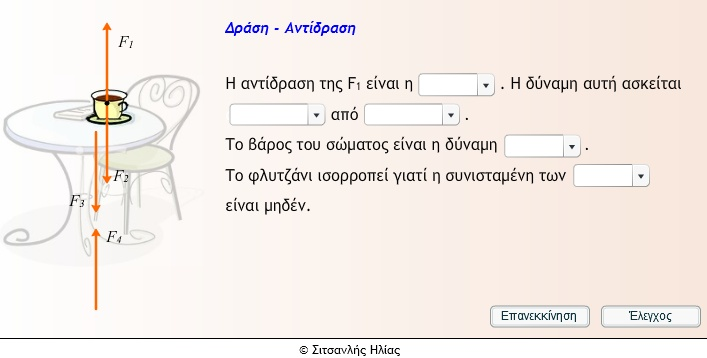 Δράση - Αντίδραση
F1
Η αντίδραση της F1 είναι η . Η δύναμη αυτή ασκείται
από .
Το βάρος του σώματος είναι η δύναμη .
F2
Το φλυτζάνι ισορροπεί γιατί η συνισταμένη των
F3
είναι μηδέν.
F4
Επανεκκίνηση Έλεγχος
© Σιτσανλής Ηλίας